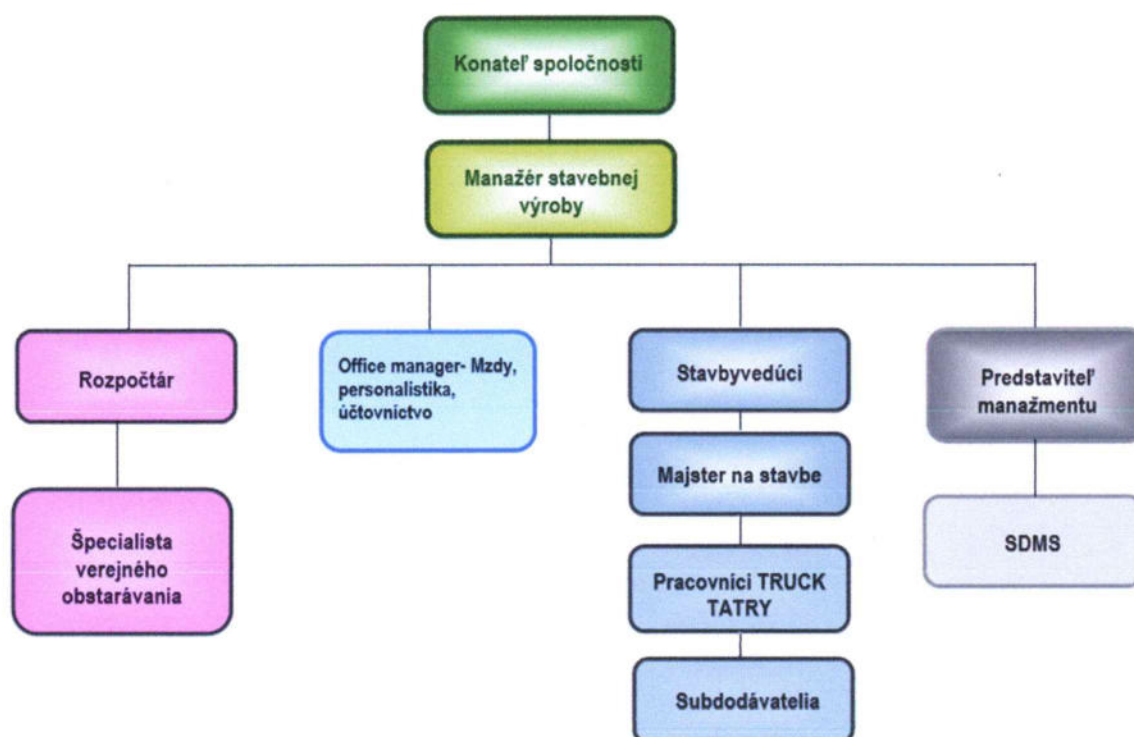 Konateľ spoločnosti
Manažér stavebnej
výroby
Rozpočtár
Office manager- Mzdy,
personalistika,
účtovníctvo
Stavbyvedúci
Predstaviteľ
manažmentu
Špecialista
verejného
obstarávania
Majster na stavbe
SDMS
Pracovníci TRUCK
TATRY
Subdodávatelia